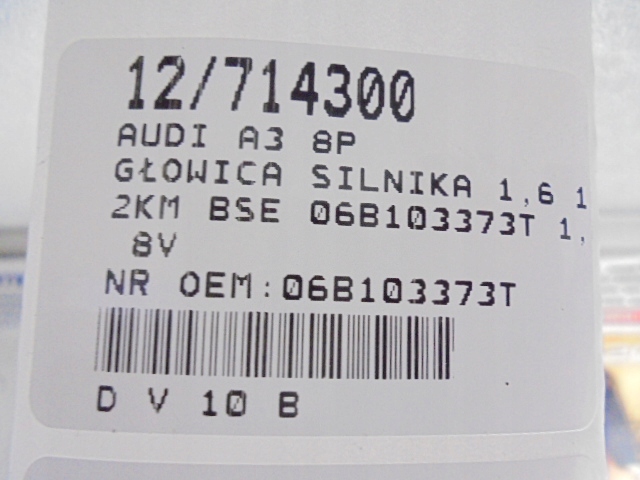 12/714300
AUDI A3 8P
GŁOWICA SILNIKA 1,6 1
2KM BSE 06B103373T 1,
8V
NR OEM:06B103373T
D V 10 B